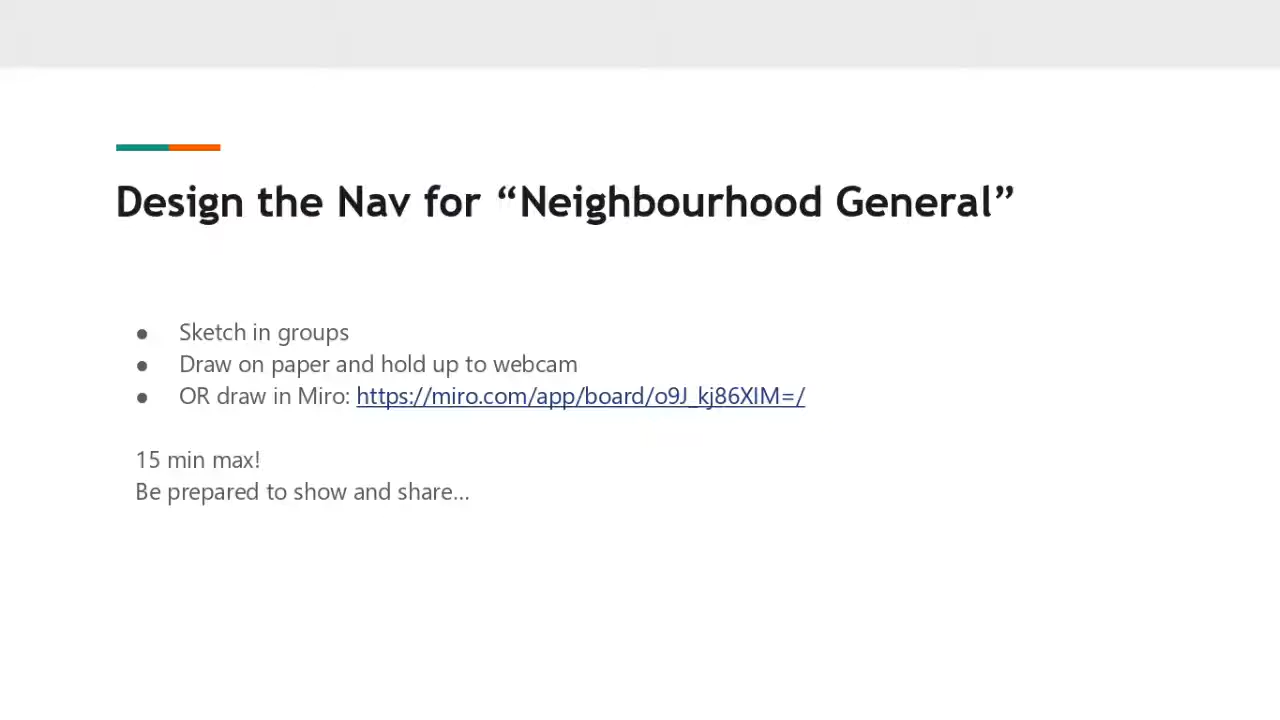 Design the Nav for “Neighbourhood General”
● Sketch in groups
● Draw on paper and hold up to webcam
● OR draw in Miro: https://miro.com/app/board/o9J_kj86XIM=/
15 min max!
Be prepared to show and share…